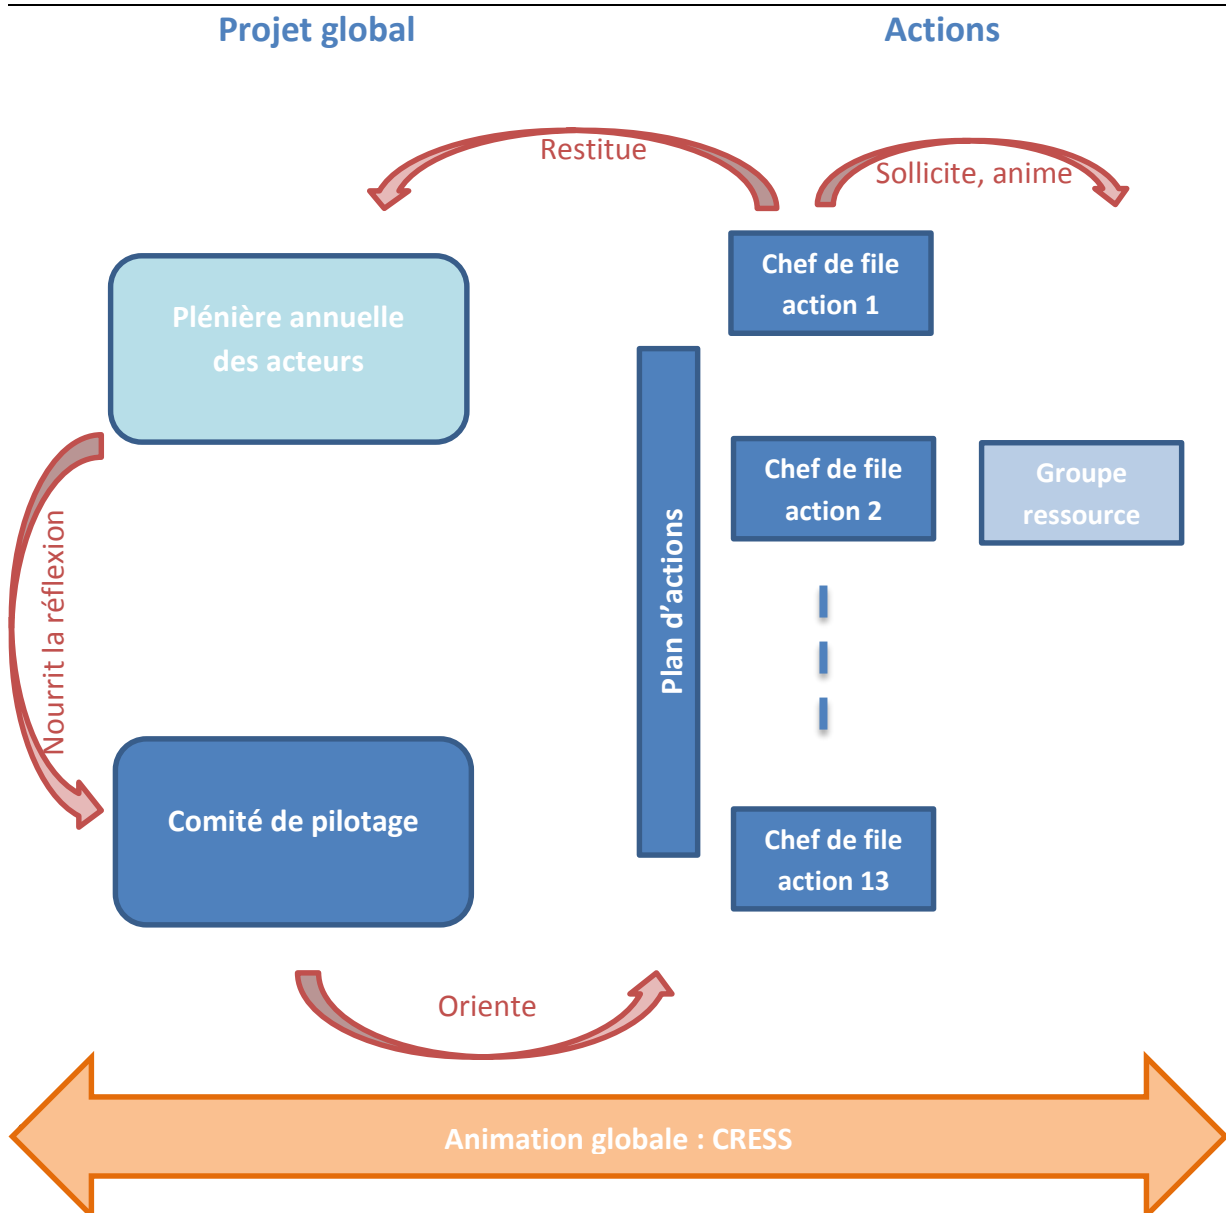 Projet global
Actions
Restitue
Sollicite, anime
Chef de file
action 1
Plénière annuelle
des acteurs
Chef de file
action 2
Groupe
ressource
Nourrit la réflexion
Plan d’actions
Comité de pilotage
Chef de file
action 13
Oriente
Animation globale : CRESS